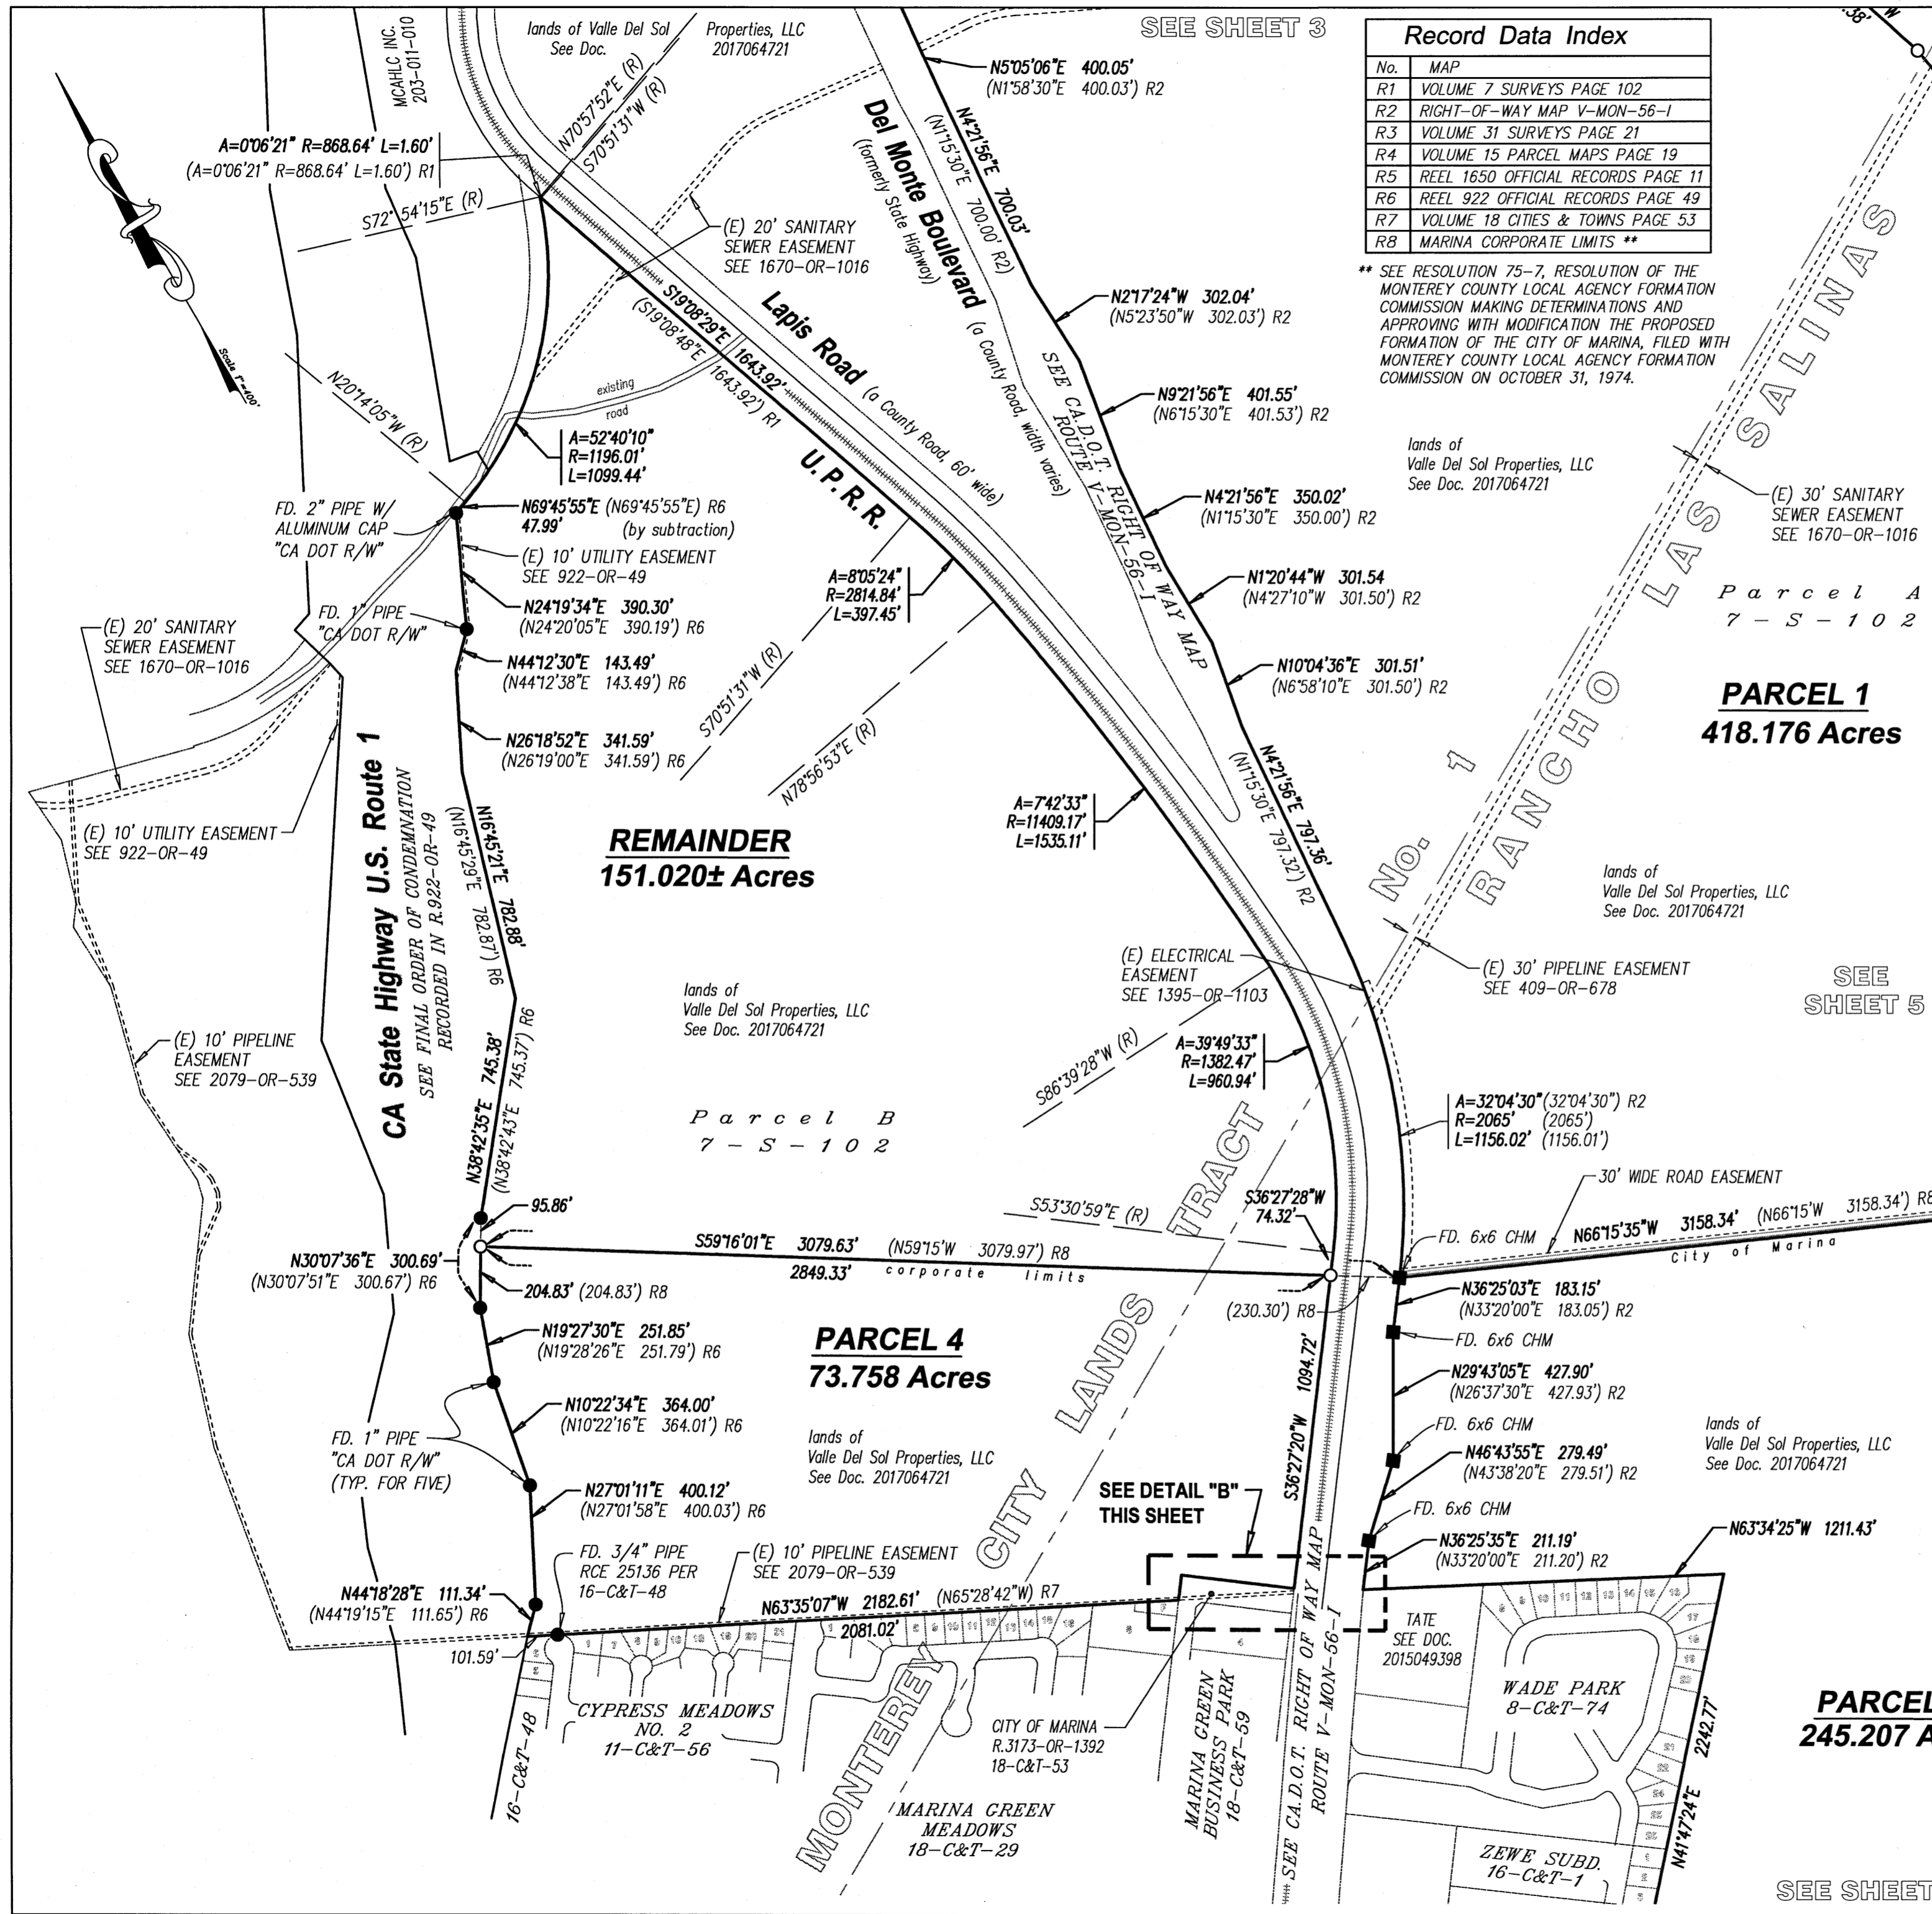 SEE SHEET 3
lands of Valle Del Sol
See Doc.
Properties, LLC
2017064721
MCAHLC INC.
203-011-010
N70°57'52"E (R)
S70°51'31"W (R)
A=0°06'21" R=868.64' L=1.60'
(A=0°06'21" R=868.64' L=1.60') R1
S72°54'15"E (R)
Scale 1"=400'
(E) 20' SANITARY
SEWER EASEMENT
SEE 1670-OR-1016
N5°05'06"E 400.05'
(N1°58'30"E 400.03') R2
N4°21'56"E 700.03'
(N1°15'30"E 700.00' R2)
Del Monte Boulevard (a County Road, width varies)
(formerly State Highway)
Record Data Index
No. MAP
R1 VOLUME 7 SURVEYS PAGE 102
R2 RIGHT-OF-WAY MAP V-MON-56-I
R3 VOLUME 31 SURVEYS PAGE 21
R4 VOLUME 15 PARCEL MAPS PAGE 19
R5 REEL 1650 OFFICIAL RECORDS PAGE 11
R6 REEL 922 OFFICIAL RECORDS PAGE 49
R7 VOLUME 18 CITIES & TOWNS PAGE 53
R8 MARINA CORPORATE LIMITS **
** SEE RESOLUTION 75-7, RESOLUTION OF THE
MONTEREY COUNTY LOCAL AGENCY FORMATION
COMMISSION MAKING DETERMINATIONS AND
APPROVING WITH MODIFICATION THE PROPOSED
FORMATION OF THE CITY OF MARINA, FILED WITH
MONTEREY COUNTY LOCAL AGENCY FORMATION
COMMISSION ON OCTOBER 31, 1974.
.38'
W
S19°08'29"E 1643.92'
(S19°08'48"E 1643.92') R1
Lapis Road (a County Road, 60' wide)
U.P.R.R.
N2°17'24"W 302.04'
(N5°23'50"W 302.03') R2
N9°21'56"E 401.55'
(N6°15'30"E 401.53') R2
SEE CA.D.O.T. RIGHT OF WAY MAP
ROUTE V-MON-56-I
N4°21'56"E 350.02'
(N1°15'30"E 350.00') R2
N1°20'44"W 301.54
(N4°27'10"W 301.50') R2
N10°04'36"E 301.51'
(N6°58'10"E 301.50') R2
lands of
Valle Del Sol Properties, LLC
See Doc. 2017064721
(E) 30' SANITARY
SEWER EASEMENT
SEE 1670-OR-1016
Parcel A
7-S-102
PARCEL 1
418.176 Acres
RANCHO LAS SALINAS
No. 1
N20°14'05"W (R)
existing
road
A=52°40'10"
R=1196.01'
L=1099.44'
FD. 2" PIPE W/
ALUMINUM CAP
"CA DOT R/W"
N69°45'55"E (N69°45'55"E) R6
47.99' (by subtraction)
(E) 10' UTILITY EASEMENT
SEE 922-OR-49
N24°19'34"E 390.30'
(N24°20'05"E 390.19') R6
FD. 1" PIPE
"CA DOT R/W"
N44°12'30"E 143.49'
(N44°12'38"E 143.49') R6
N26°18'52"E 341.59'
(N26°19'00"E 341.59') R6
(E) 20' SANITARY
SEWER EASEMENT
SEE 1670-OR-1016
(E) 10' UTILITY EASEMENT
SEE 922-OR-49
A=8°05'24"
R=2814.84'
L=397.45'
S70°51'31"W (R)
N78°56'53"E (R)
CA State Highway U.S. Route 1
SEE FINAL ORDER OF CONDEMNATION
RECORDED IN R.922-OR-49
N16°45'21"E 782.88'
(N16°45'29"E 782.87') R6
REMAINDER
151.020± Acres
A=7°42'33"
R=11409.17'
L=1535.11'
N4°21'56"E 797.36'
(N1°15'30"E 797.32') R2
lands of
Valle Del Sol Properties, LLC
See Doc. 2017064721
(E) ELECTRICAL
EASEMENT
SEE 1395-OR-1103
(E) 30' PIPELINE EASEMENT
SEE 409-OR-678
SEE
SHEET 5
lands of
Valle Del Sol Properties, LLC
See Doc. 2017064721
(E) 10' PIPELINE
EASEMENT
SEE 2079-OR-539
N38°42'35"E 745.38'
(N38°42'43"E 745.37') R6
S86°39'28"W (R)
A=39°49'33"
R=1382.47'
L=960.94'
Parcel B
7-S-102
A=32°04'30" (32°04'30") R2
R=2065' (2065')
L=1156.02' (1156.01')
30' WIDE ROAD EASEMENT
95.86'
S53°30'59"E (R)
S36°27'28"W
74.32'
FD. 6x6 CHM
N66°15'35"W 3158.34' (N66°15'W 3158.34') R8
City of Marina
N30°07'36"E 300.69'
(N30°07'51"E 300.67') R6
S59°16'01"E 3079.63' (N59°15'W 3079.97') R8
2849.33' corporate limits
204.83' (204.83') R8
(230.30') R8
N36°25'03"E 183.15'
(N33°20'00"E 183.05') R2
FD. 6x6 CHM
N19°27'30"E 251.85'
(N19°28'26"E 251.79') R6
PARCEL 4
73.758 Acres
N29°43'05"E 427.90'
(N26°37'30"E 427.93') R2
S36°27'20"W 1094.72'
N10°22'34"E 364.00'
(N10°22'16"E 364.01') R6
FD. 1" PIPE
"CA DOT R/W"
(TYP. FOR FIVE)
lands of
Valle Del Sol Properties, LLC
See Doc. 2017064721
FD. 6x6 CHM
N46°43'55"E 279.49'
(N43°38'20"E 279.51') R2
lands of
Valle Del Sol Properties, LLC
See Doc. 2017064721
N27°01'11"E 400.12'
(N27°01'58"E 400.03') R6
SEE DETAIL "B"
THIS SHEET
FD. 6x6 CHM
N36°25'35"E 211.19'
(N33°20'00"E 211.20') R2
N63°34'25"W 1211.43'
FD. 3/4" PIPE
RCE 25136 PER
16-C&T-48
(E) 10' PIPELINE EASEMENT
SEE 2079-OR-539
N44°18'28"E 111.34'
(N44°19'15"E 111.65') R6
N63°35'07"W 2182.61' (N65°28'42"W) R7
2081.02'
101.59'
MONTEREY CITY LANDS TRACT
TATE
SEE DOC.
2015049398
WADE PARK
8-C&T-74
CYPRESS MEADOWS
NO. 2
11-C&T-56
16-C&T-48
CITY OF MARINA
R.3173-OR-1392
18-C&T-53
MARINA GREEN
BUSINESS PARK
18-C&T-59
SEE CA.D.O.T. RIGHT OF WAY MAP
ROUTE V-MON-56-I
MARINA GREEN
MEADOWS
18-C&T-29
PARCEL
245.207 A
N41°47'24"E 2242.77'
ZEWE SUBD.
16-C&T-1
SEE SHEET